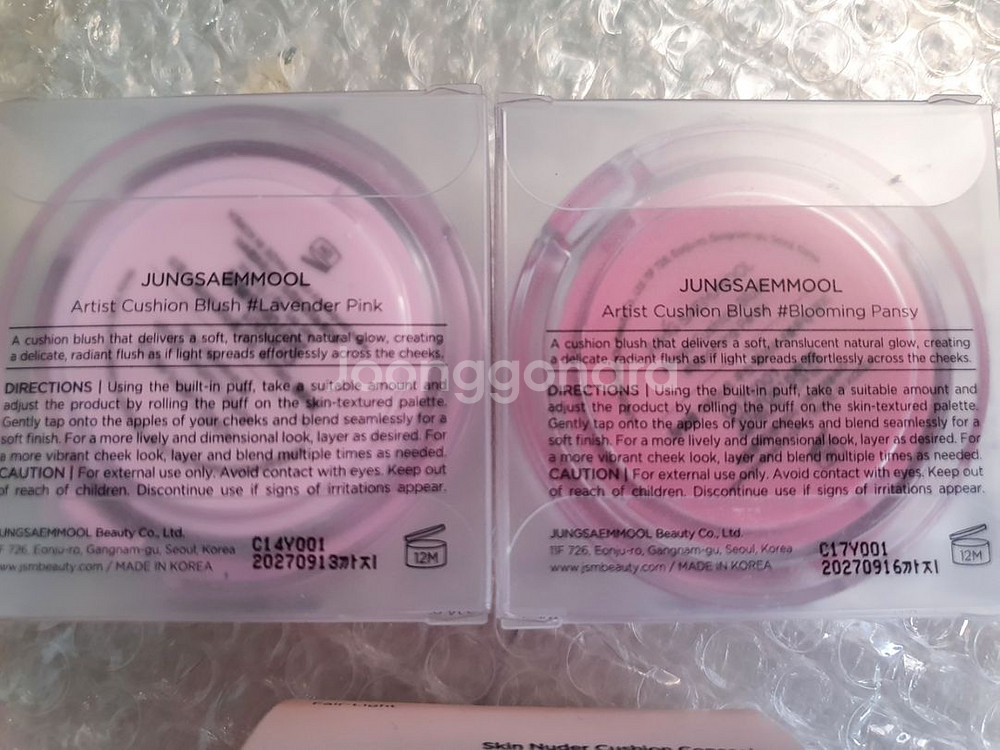 JUNGSAEMMOOL
Artist Cushion Blush #Lavender Pink
A cushion blush that delivers a soft, translucent natural glow, creating
a delicate, radiant flush as if light spreads effortlessly across the cheeks.
DIRECTIONS | Using the built-in puff, take a suitable amount and
adjust the product by rolling the puff on the skin-textured palette.
Gently tap onto the apples of your cheeks and blend seamlessly for a
soft finish. For a more lively and dimensional look, layer as desired. For
a more vibrant cheek look, layer and blend multiple times as needed.
CAUTION | For external use only. Avoid contact with eyes. Keep out
of reach of children. Discontinue use if signs of irritations appear.
JUNGSAEMMOOL Beauty Co., Ltd.
F 726, Eonju-ro, Gangnam-gu, Seoul, Korea
www.jsmbeauty.com / MADE IN KOREA
C14Y001
20270913까지
12M
JUNGSAEMMOOL
Artist Cushion Blush #Blooming Pansy
A cushion blush that delivers a soft, translucent natural glow, creating
a delicate, radiant flush as if light spreads effortlessly across the cheeks.
DIRECTIONS | Using the built-in puff, take a suitable amount and
adjust the product by rolling the puff on the skin-textured palette.
Gently tap onto the apples of your cheeks and blend seamlessly for a
soft finish. For a more lively and dimensional look, layer as desired. For
a more vibrant cheek look, layer and blend multiple times as needed.
CAUTION | For external use only. Avoid contact with eyes. Keep out
of reach of children. Discontinue use if signs of irritations appear.
JUNGSAEMMOOL Beauty Co., Ltd.
11F 726, Eonju-ro, Gangnam-gu, Seoul, Korea
www.jsmbeauty.com / MADE IN KOREA
C17Y001
20270916까지
12M
Joonggonara
Fair Light
Skin Nuder Cushion